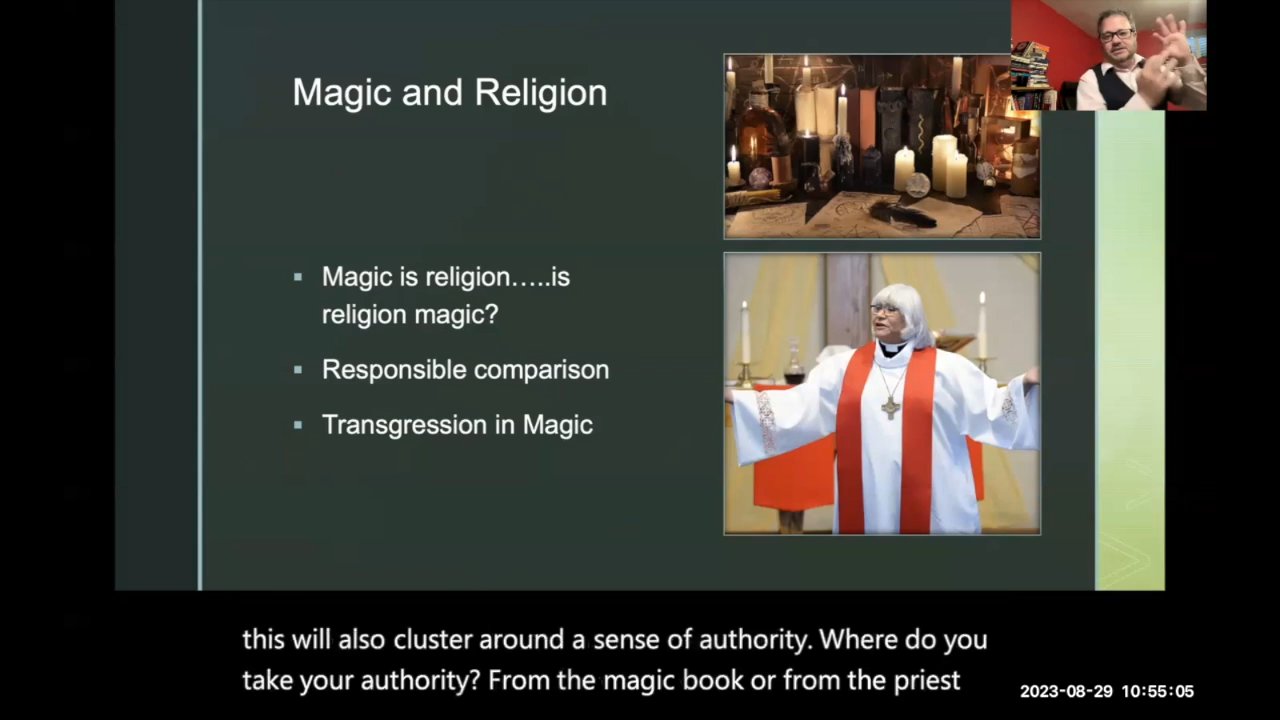 Magic and Religion
▪ Magic is religion…..is
religion magic?
▪ Responsible comparison
▪ Transgression in Magic
this will also cluster around a sense of authority. Where do you
take your authority? From the magic book or from the priest
2023-08-29 10:55:05